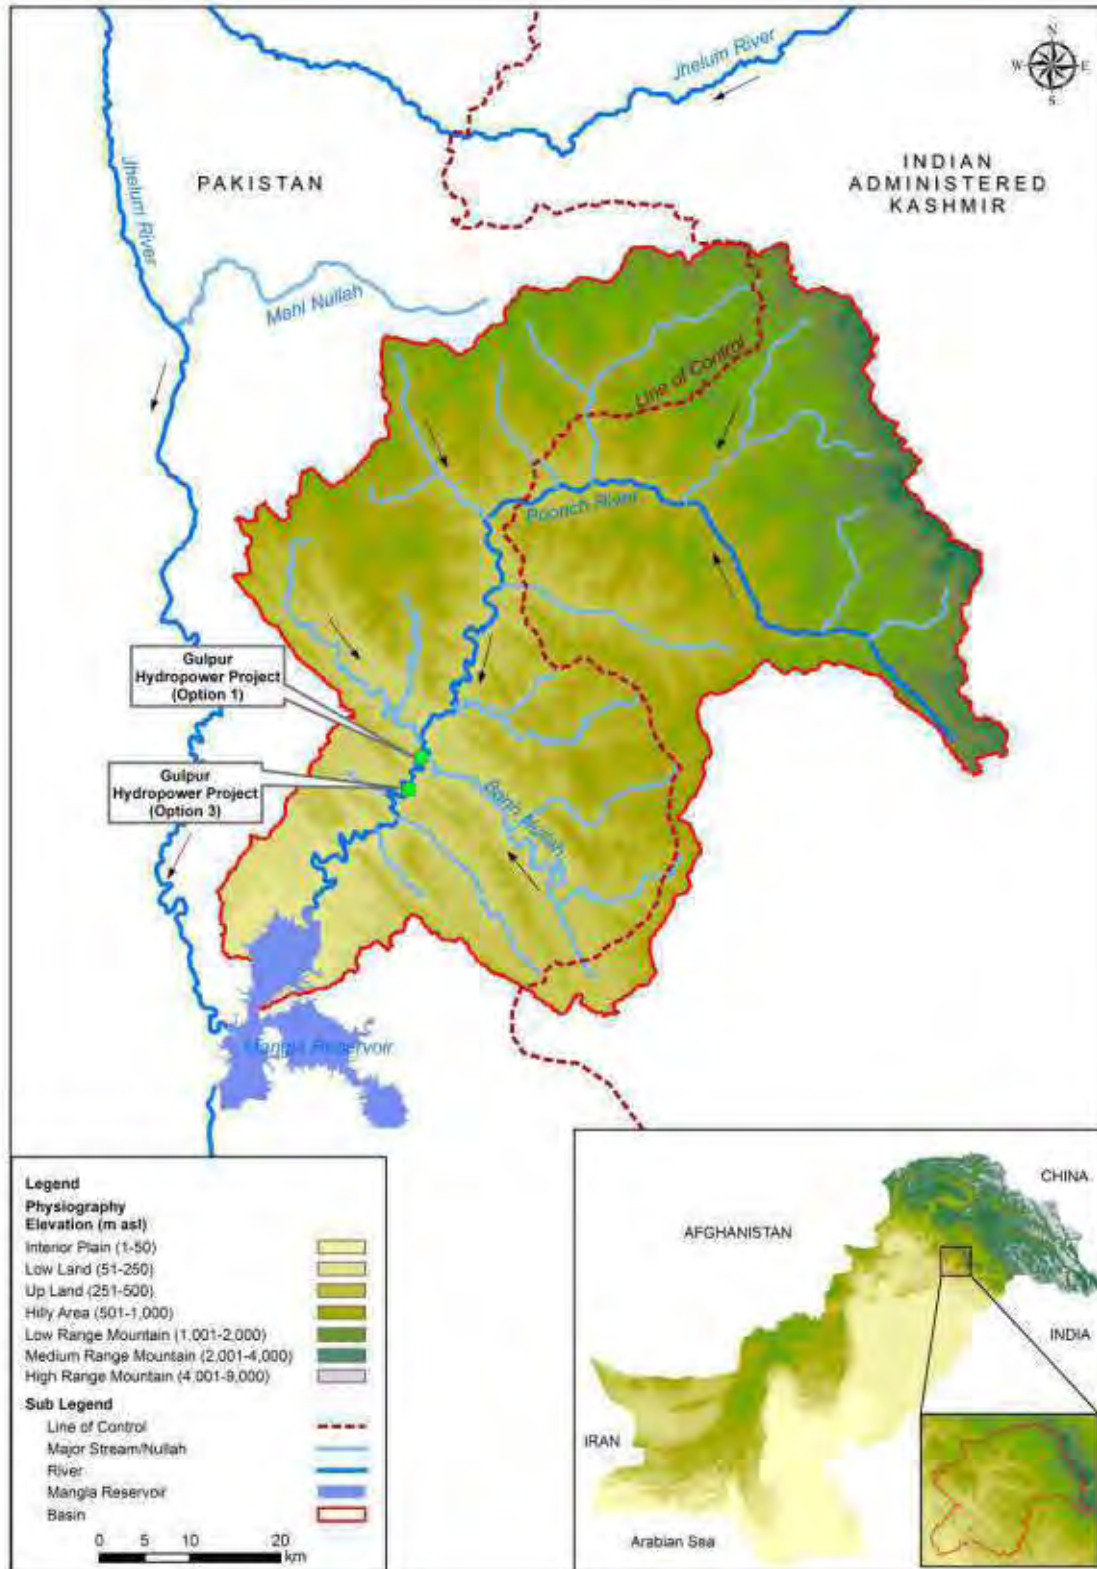 N
W E
S
Jhelum River
PAKISTAN
INDIAN
ADMINISTERED
KASHMIR
Jhelum River
Mahl Nullah
Line of Control
Poonch River
Gulpur
Hydropower Project
(Option 1)
Gulpur
Hydropower Project
(Option 3)
Nullah
Mangla Reservoir
Legend
Physiography
Elevation (m asl)
Interior Plain (1-50)
Low Land (51-250)
Up Land (251-500)
Hilly Area (501-1,000)
Low Range Mountain (1,001-2,000)
Medium Range Mountain (2,001-4,000)
High Range Mountain (4,001-9,000)
Sub Legend
Line of Control
Major Stream/Nullah
River
Mangla Reservoir
Basin
0 5 10 20
km
CHINA
AFGHANISTAN
INDIA
IRAN
Arabian Sea